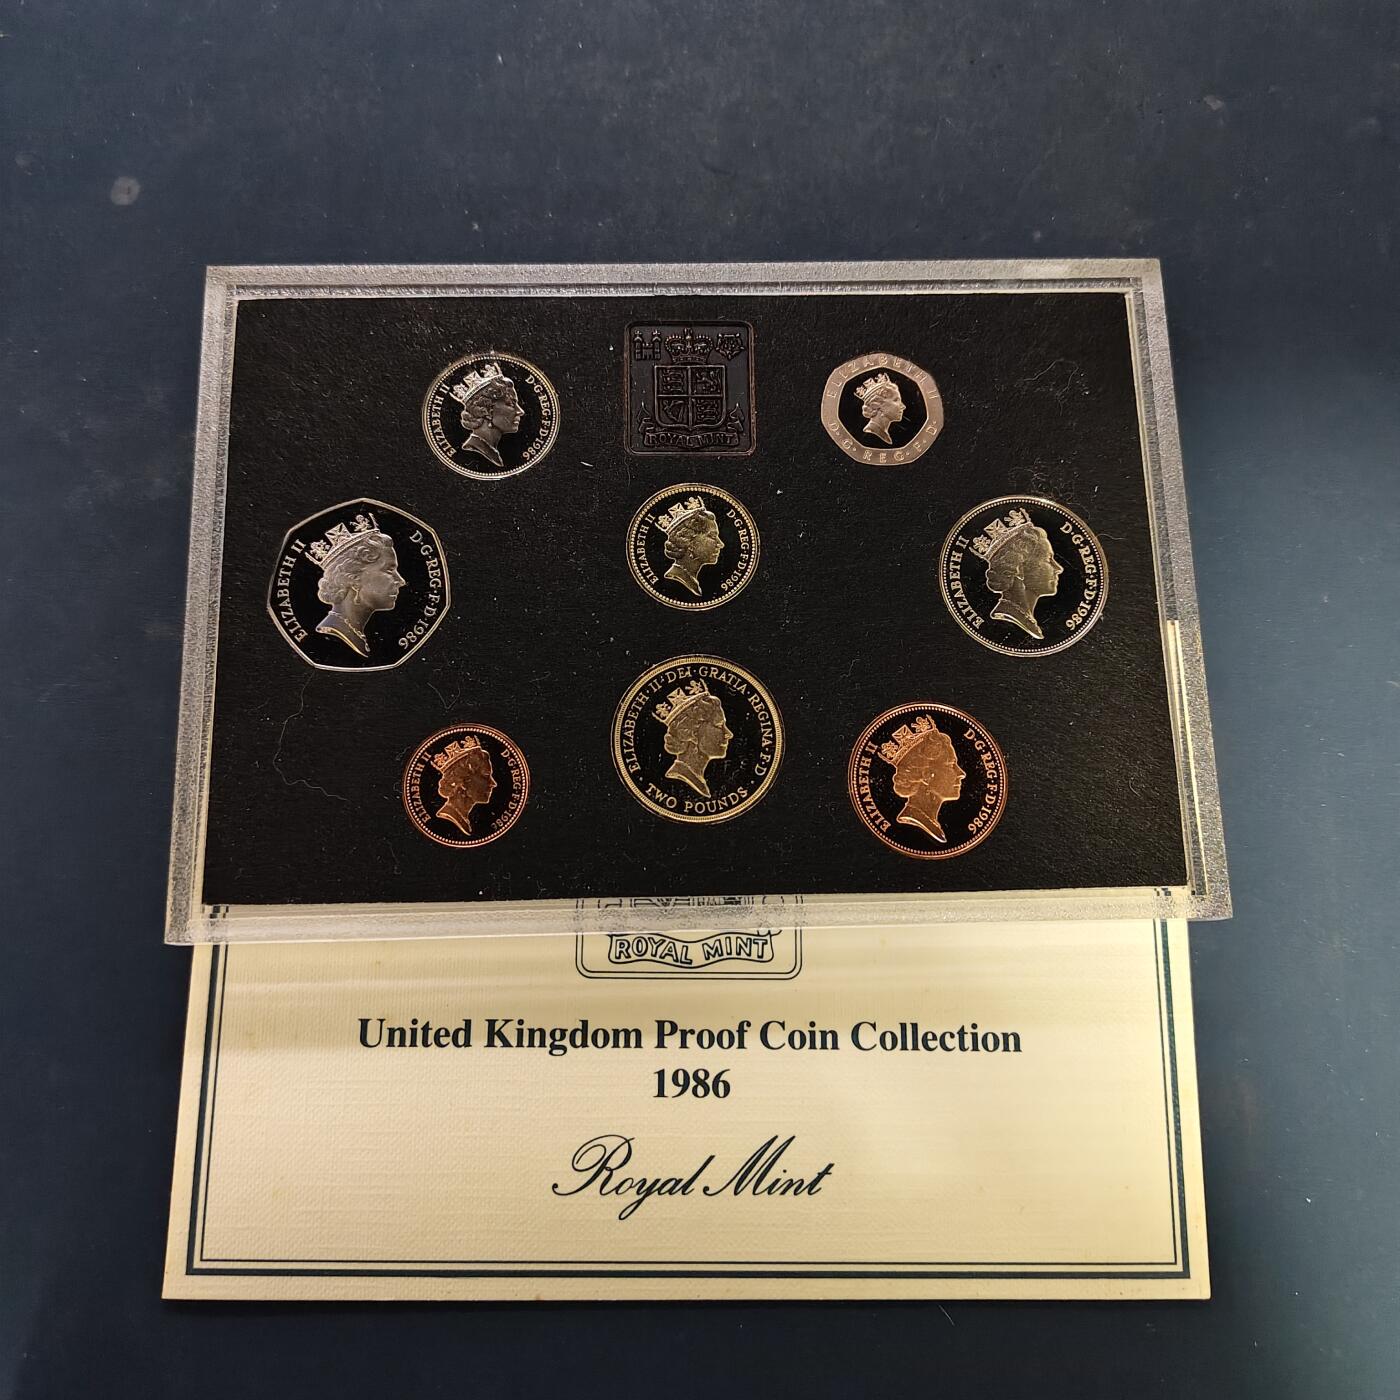 ELIZABETH II D·G·REG·F·D·1986
ROYAL MINT
ELIZABETH II D·G·REG·F·D·
ELIZABETH II D·G·REG·F·D·1986
ELIZABETH II D·G·REG·F·D·1986
ELIZABETH II D·G·REG·F·D·1986
ELIZABETH II D·G·REG·F·D·1986
ELIZABETH·II·DEI·GRATIA·REGINA·F·D·
TWO POUNDS
ELIZABETH II D·G·REG·F·D·1986
ROYAL MINT
United Kingdom Proof Coin Collection
1986
Royal Mint